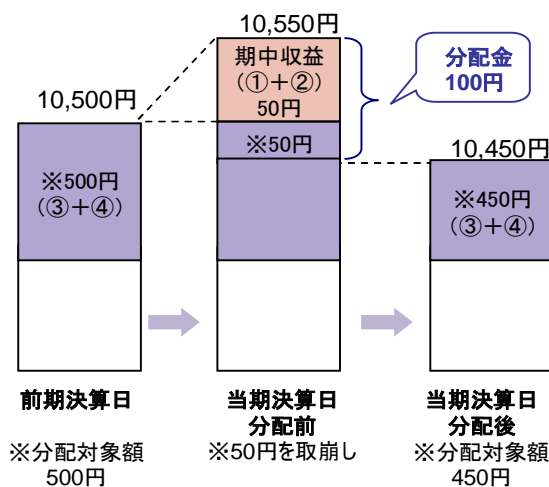 10,550円
期中収益
(①+②)
50円
分配金
100円
10,500円
※50円
10,450円
※500円
(③+④)
※450円
(③+④)
前期決算日
当期決算日
分配前
当期決算日
分配後
※分配対象額
500円
※50円を取崩し
※分配対象額
450円